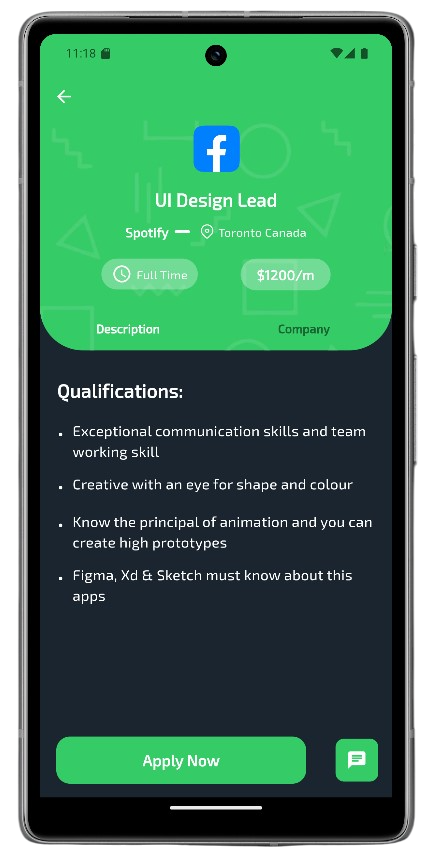 11:18
f
UI Design Lead
Spotify
Toronto Canada
Full Time
$1200/m
Description
Company
Qualifications:
• Exceptional communication skills and team
working skill
• Creative with an eye for shape and colour
• Know the principal of animation and you can
create high prototypes
• Figma, Xd & Sketch must know about this
apps
Apply Now